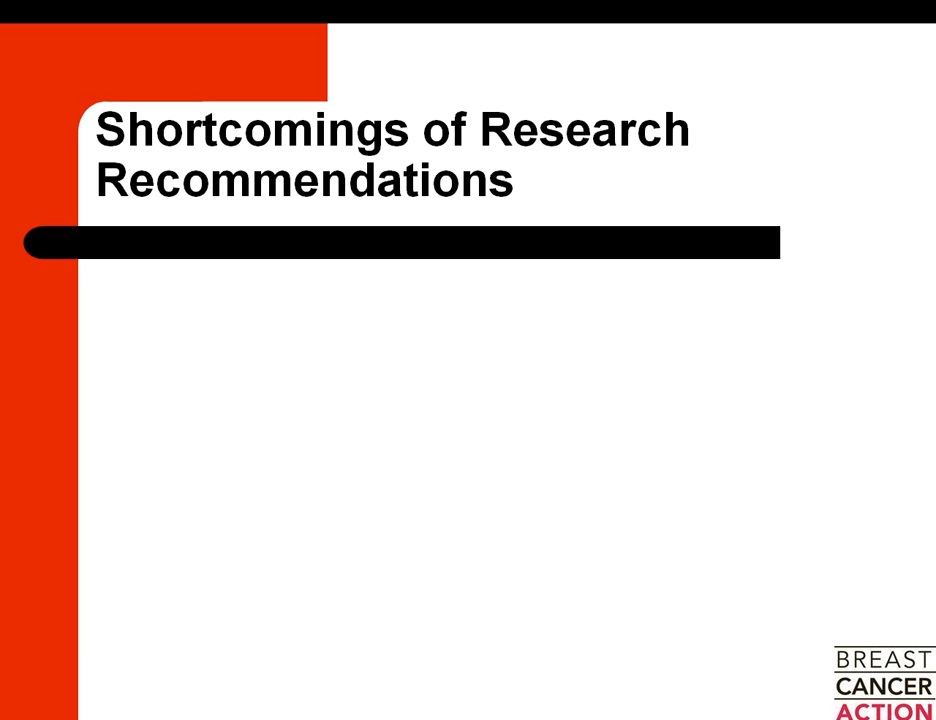 Shortcomings of Research
Recommendations
BREAST
CANCER
ACTION